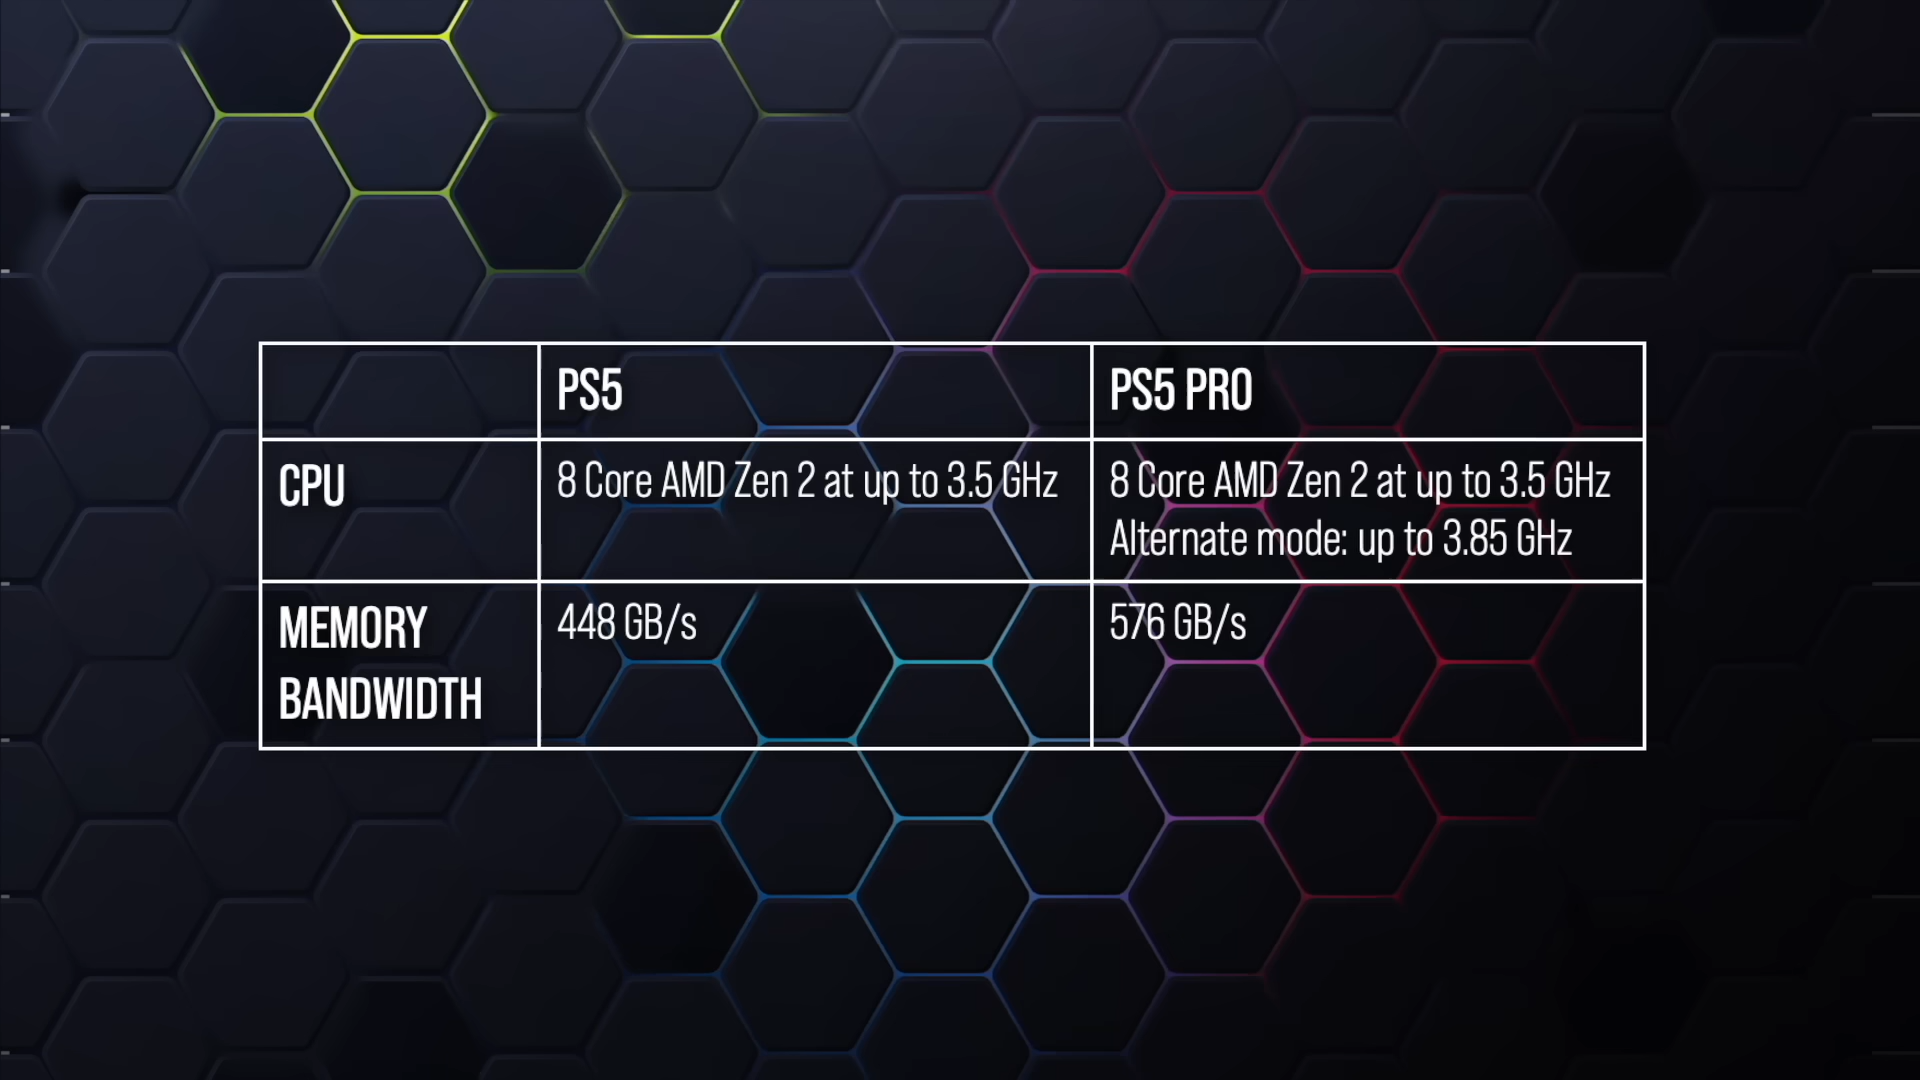 PS5
PS5 PRO
CPU
8 Core AMD Zen 2 at up to 3.5 GHz
8 Core AMD Zen 2 at up to 3.5 GHz
Alternate mode: up to 3.85 GHz
MEMORY
BANDWIDTH
448 GB/s
576 GB/s